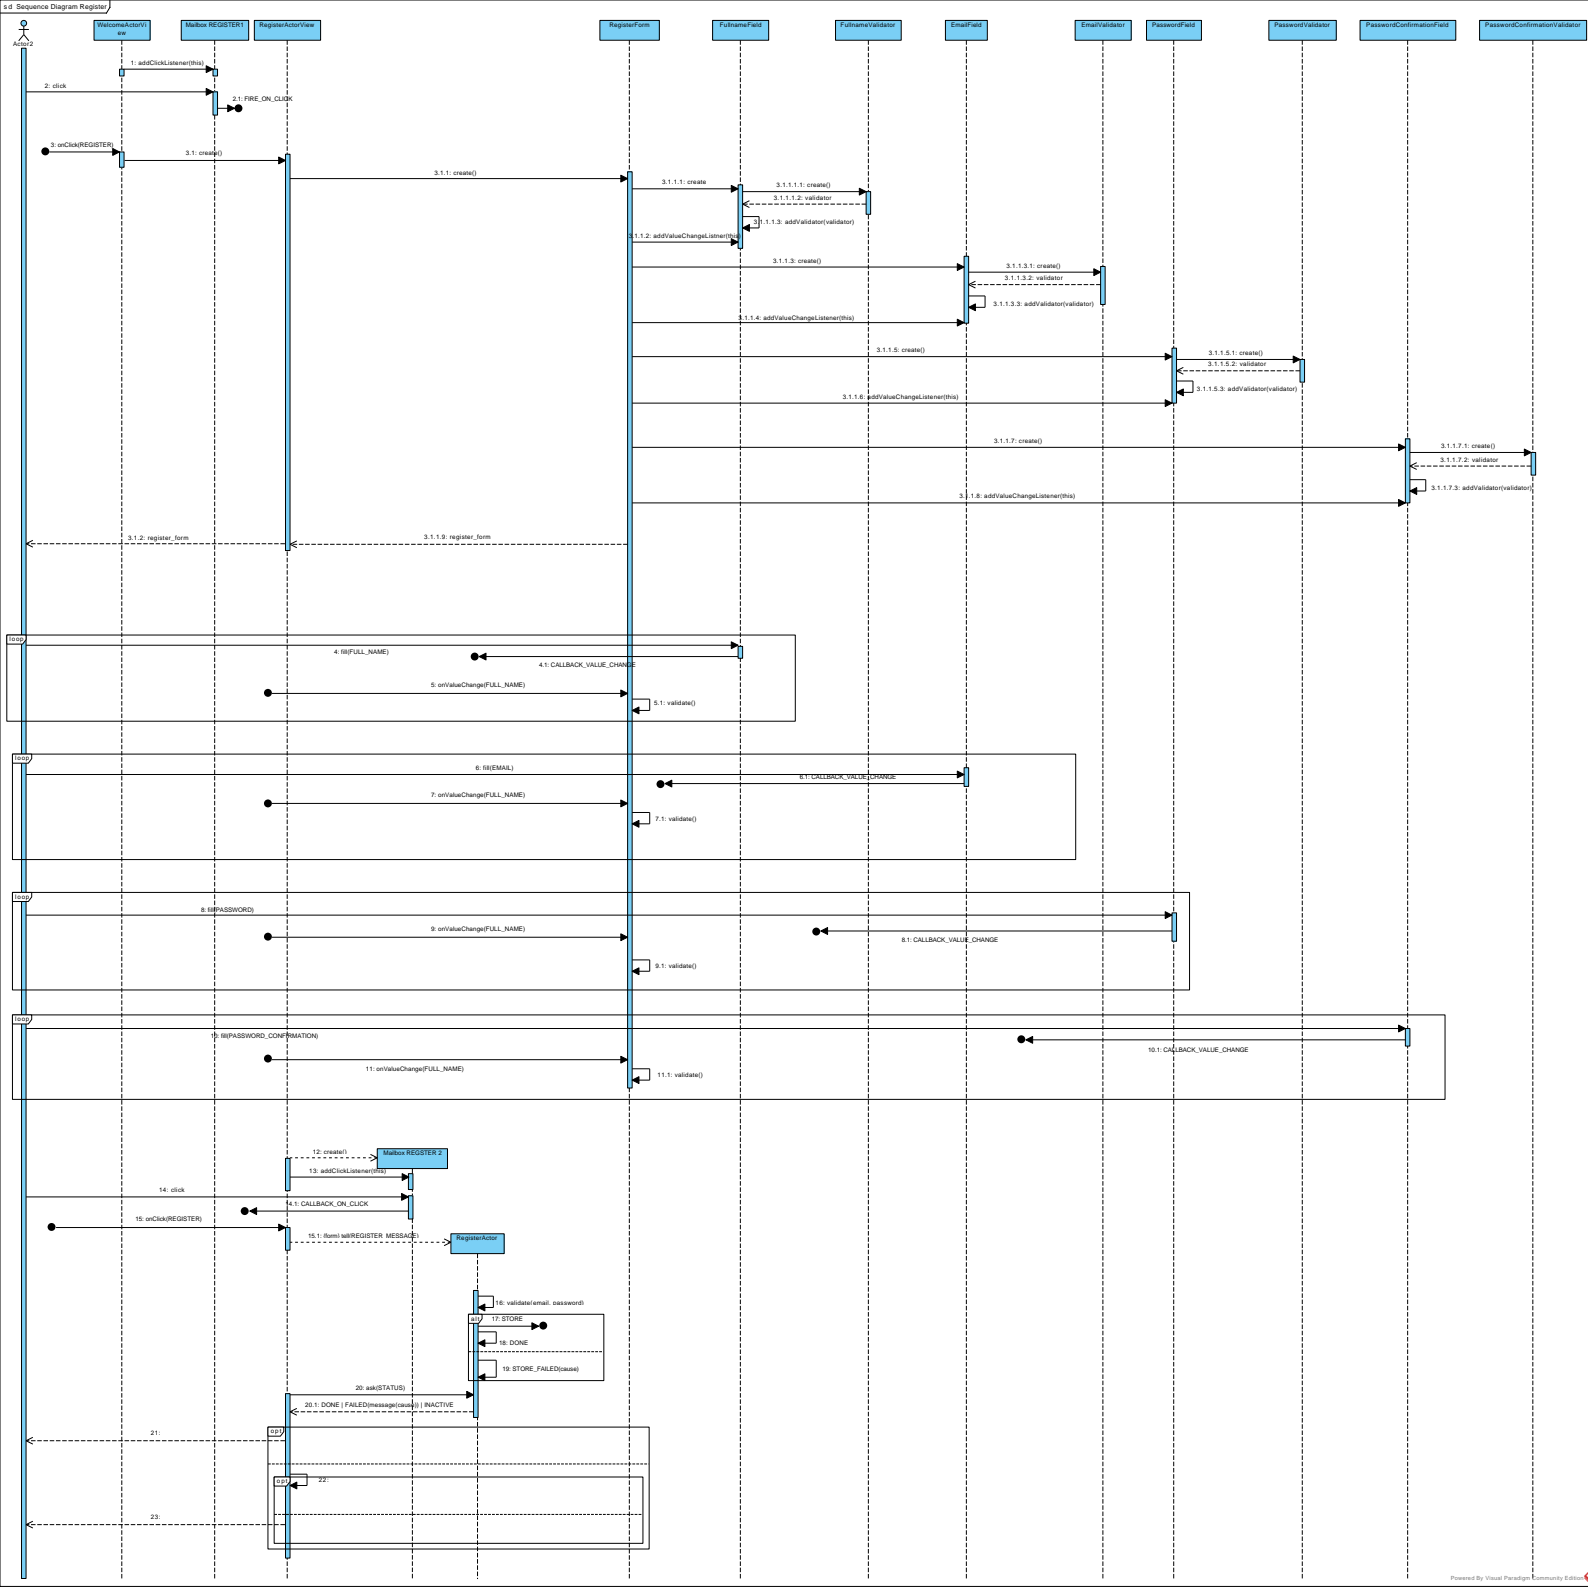 sd Sequence Diagram Register
Actor2
WelcomeActorVi
ew
Mailbox REGISTER1
RegisterActorView
RegisterForm
FullnameField
FullnameValidator
EmailField
EmailValidator
PasswordField
PasswordValidator
PasswordConfirmationField
PasswordConfirmationValidator
1: addClickListener(this)
2: click
2.1: FIRE_ON_CLICK
3: onClick(REGISTER)
3.1: create()
3.1.1: create()
3.1.1.1: create
3.1.1.1.1: create()
3.1.1.1.2: validator
3.1.1.1.3: addValidator(validator)
3.1.1.2: addValueChangeListner(this)
3.1.1.3: create()
3.1.1.3.1: create()
3.1.1.3.2: validator
3.1.1.3.3: addValidator(validator)
3.1.1.4: addValueChangeListener(this)
3.1.1.5: create()
3.1.1.5.1: create()
3.1.1.5.2: validator
3.1.1.5.3: addValidator(validator)
3.1.1.6: addValueChangeListener(this)
3.1.1.7: create()
3.1.1.7.1: create()
3.1.1.7.2: validator
3.1.1.7.3: addValidator(validator)
3.1.1.8: addValueChangeListener(this)
3.1.2: register_form
3.1.1.9: register_form
loop
4: fill(FULL_NAME)
4.1: CALLBACK_VALUE_CHANGE
5: onValueChange(FULL_NAME)
5.1: validate()
loop
6: fill(EMAIL)
6.1: CALLBACK_VALUE_CHANGE
7: onValueChange(FULL_NAME)
7.1: validate()
loop
8: fill(PASSWORD)
9: onValueChange(FULL_NAME)
8.1: CALLBACK_VALUE_CHANGE
9.1: validate()
loop
10: fill(PASSWORD_CONFIRMATION)
10.1: CALLBACK_VALUE_CHANGE
11: onValueChange(FULL_NAME)
11.1: validate()
12: create()
Mailbox REGSTER 2
13: addClickListener(this)
14: click
14.1: CALLBACK_ON_CLICK
15: onClick(REGISTER)
15.1: (form).tell(REGISTER_MESSAGE)
RegisterActor
16: validate(email, password)
alt
17: STORE
18: DONE
19: STORE_FAILED(cause)
20: ask(STATUS)
20.1: DONE | FAILED(message(cause)) | INACTIVE
opt
21:
opt
22:
23:
Powered By Visual Paradigm Community Edition